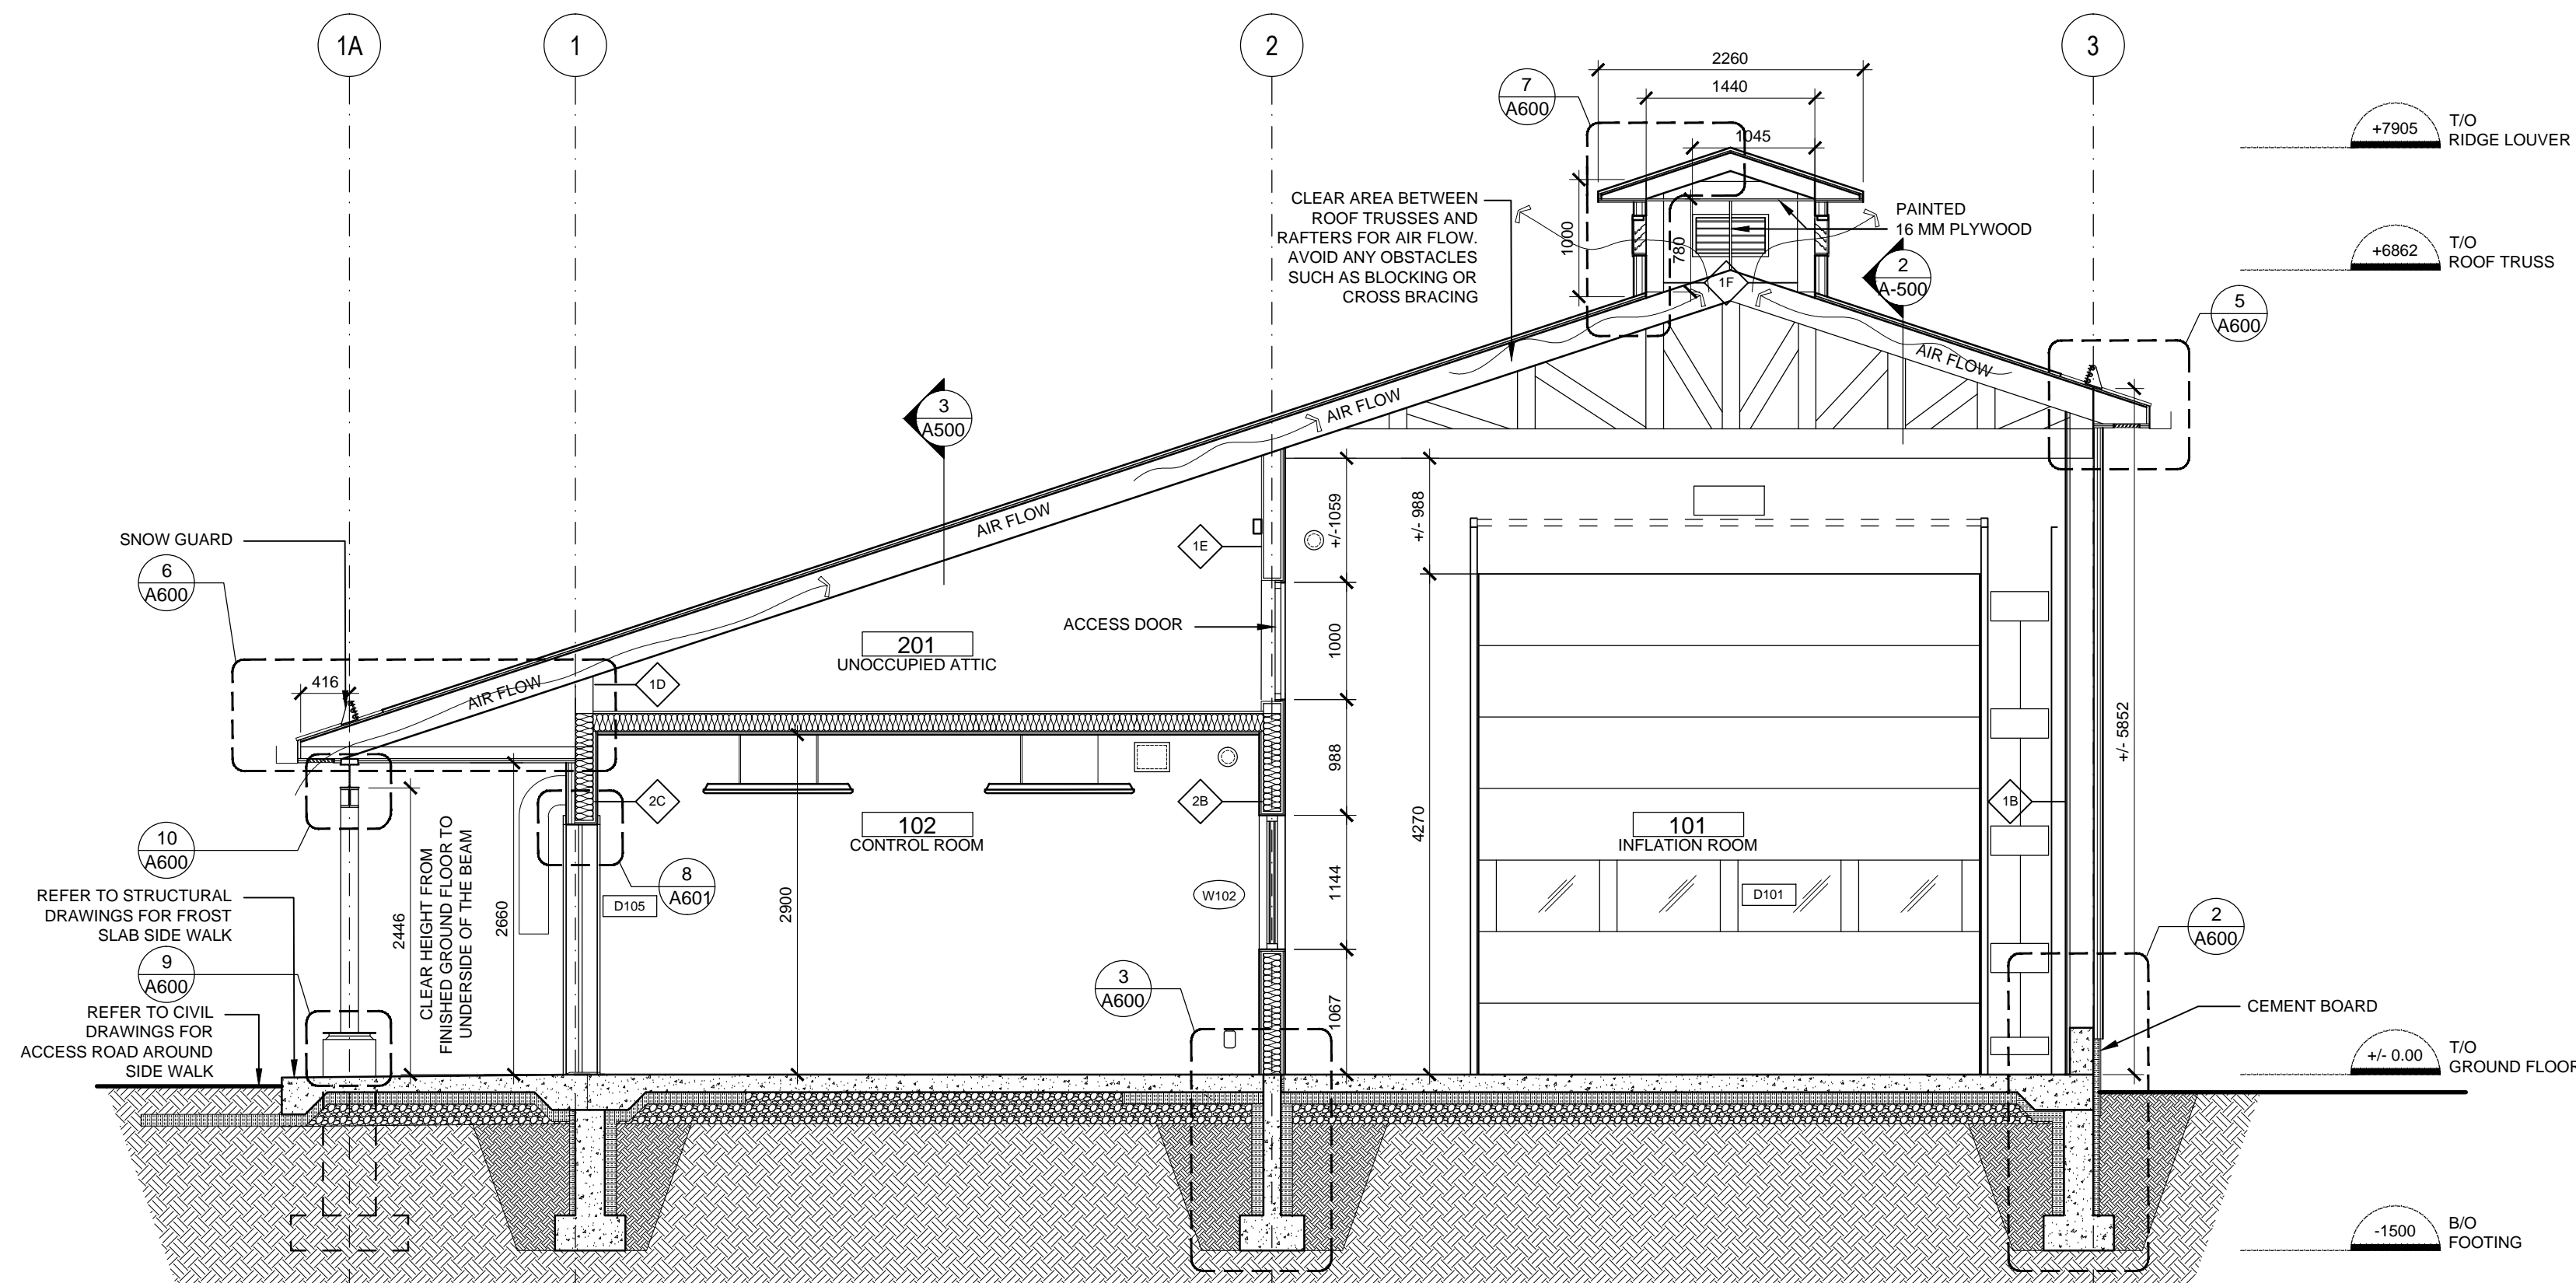 1A
1
2
3
2260
1440
1045
7
A600
+7905
T/O
RIDGE LOUVER
CLEAR AREA BETWEEN
ROOF TRUSSES AND
RAFTERS FOR AIR FLOW.
AVOID ANY OBSTACLES
SUCH AS BLOCKING OR
CROSS BRACING
1000
780
PAINTED
16 MM PLYWOOD
+6862
T/O
ROOF TRUSS
1F
2
A-500
5
A600
AIR FLOW
AIR FLOW
3
A500
AIR FLOW
SNOW GUARD
6
A600
416
AIR FLOW
1E
+/-1059
+/- 988
ACCESS DOOR
1000
201
UNOCCUPIED ATTIC
1D
988
+/- 5852
2C
2B
1B
102
CONTROL ROOM
101
INFLATION ROOM
4270
10
A600
8
A601
D105
W102
D101
2900
1144
REFER TO STRUCTURAL
DRAWINGS FOR FROST
SLAB SIDE WALK
2446
CLEAR HEIGHT FROM
FINISHED GROUND FLOOR TO
UNDERSIDE OF THE BEAM
2660
9
A600
3
A600
1067
2
A600
REFER TO CIVIL
DRAWINGS FOR
ACCESS ROAD AROUND
SIDE WALK
CEMENT BOARD
+/- 0.00
T/O
GROUND FLOOR
-1500
B/O
FOOTING